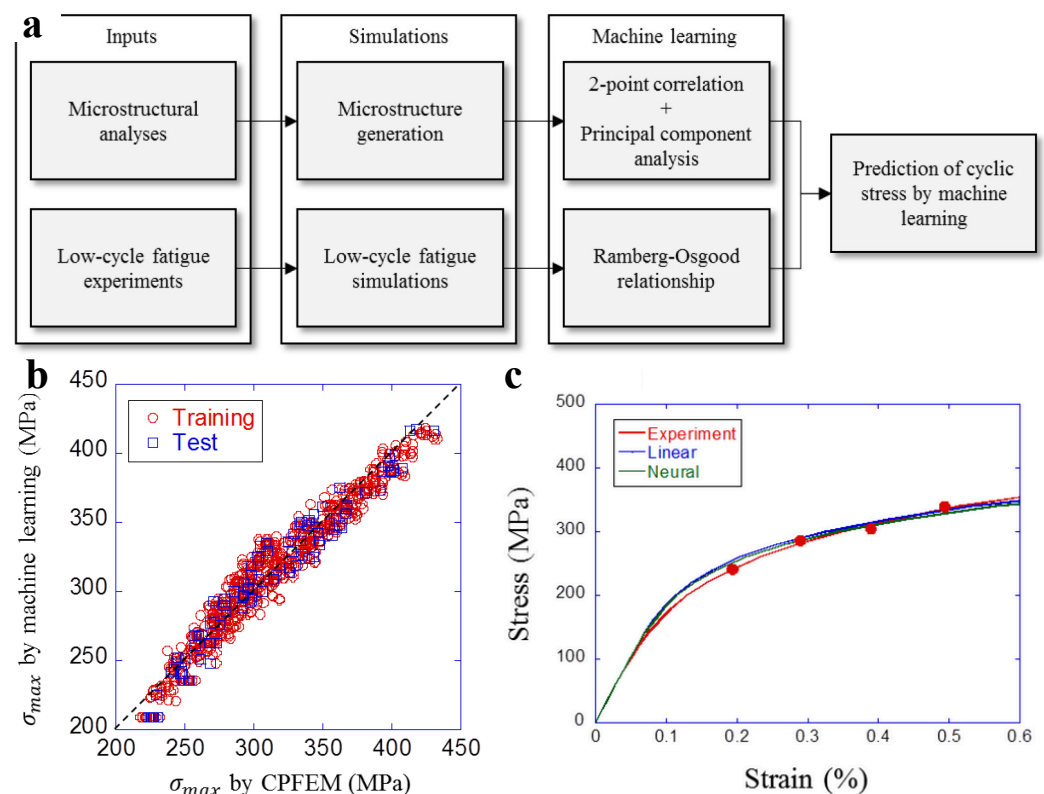 a
Inputs
Simulations
Machine learning
Microstructural
analyses
Microstructure
generation
2-point correlation
+
Principal component
analysis
Low-cycle fatigue
experiments
Low-cycle fatigue
simulations
Ramberg-Osgood
relationship
Prediction of cyclic
stress by machine
learning
b
450
400
350
300
250
200
200 250 300 350 400 450
Training
Test
σmax by machine learning (MPa)
σmax by CPFEM (MPa)
c
500
400
300
200
100
0
0 0.1 0.2 0.3 0.4 0.5 0.6
Experiment
Linear
Neural
Stress (MPa)
Strain (%)